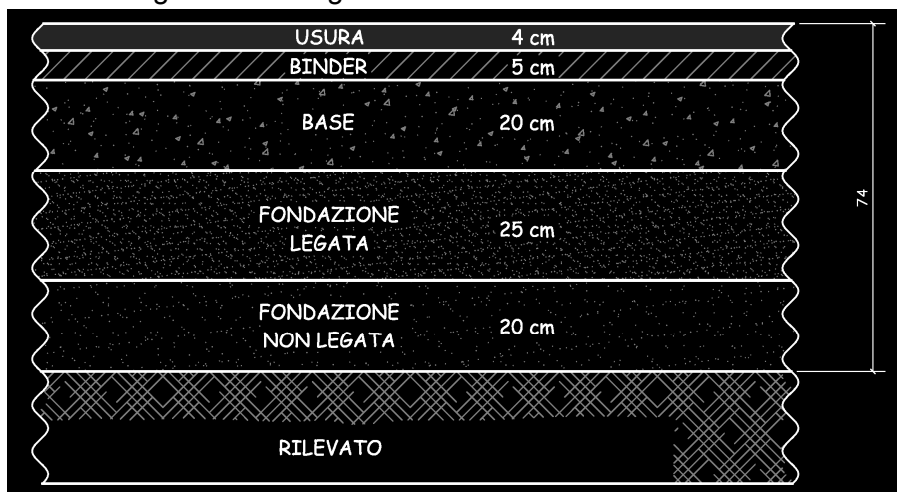 USURA 4 cm
BINDER 5 cm
BASE 20 cm
FONDAZIONE
LEGATA
25 cm
FONDAZIONE
NON LEGATA
20 cm
RILEVATO
74